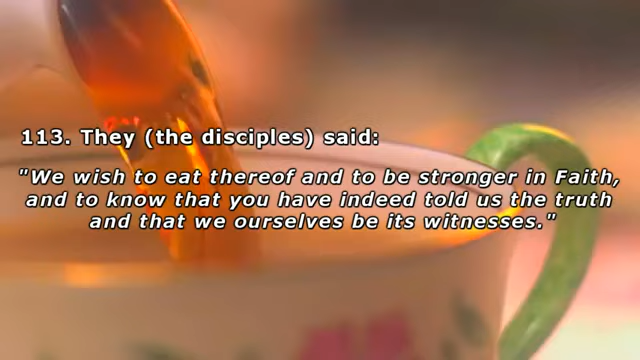 113. They (the disciples) said:
"We wish to eat thereof and to be stronger in Faith,
and to know that you have indeed told us the truth
and that we ourselves be its witnesses."